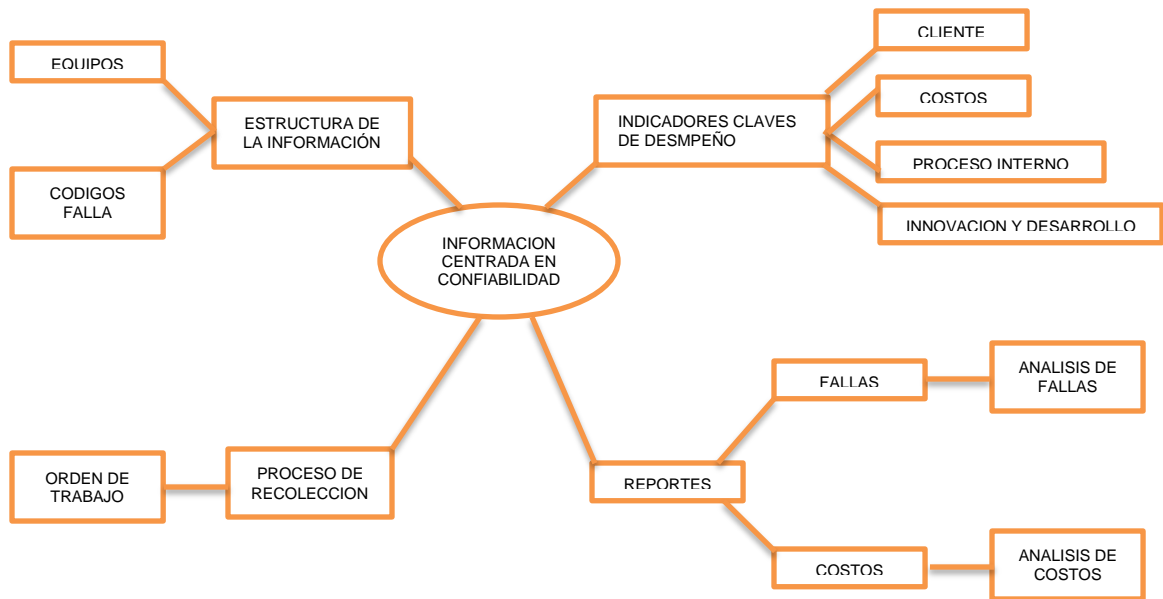 EQUIPOS
ESTRUCTURA DE
LA INFORMACIÓN
CODIGOS
FALLA
INDICADORES CLAVES
DE DESMPEÑO
CLIENTE
COSTOS
PROCESO INTERNO
INNOVACION Y DESARROLLO
INFORMACION
CENTRADA EN
CONFIABILIDAD
ORDEN DE
TRABAJO
PROCESO DE
RECOLECCION
REPORTES
FALLAS
ANALISIS DE
FALLAS
COSTOS
ANALISIS DE
COSTOS